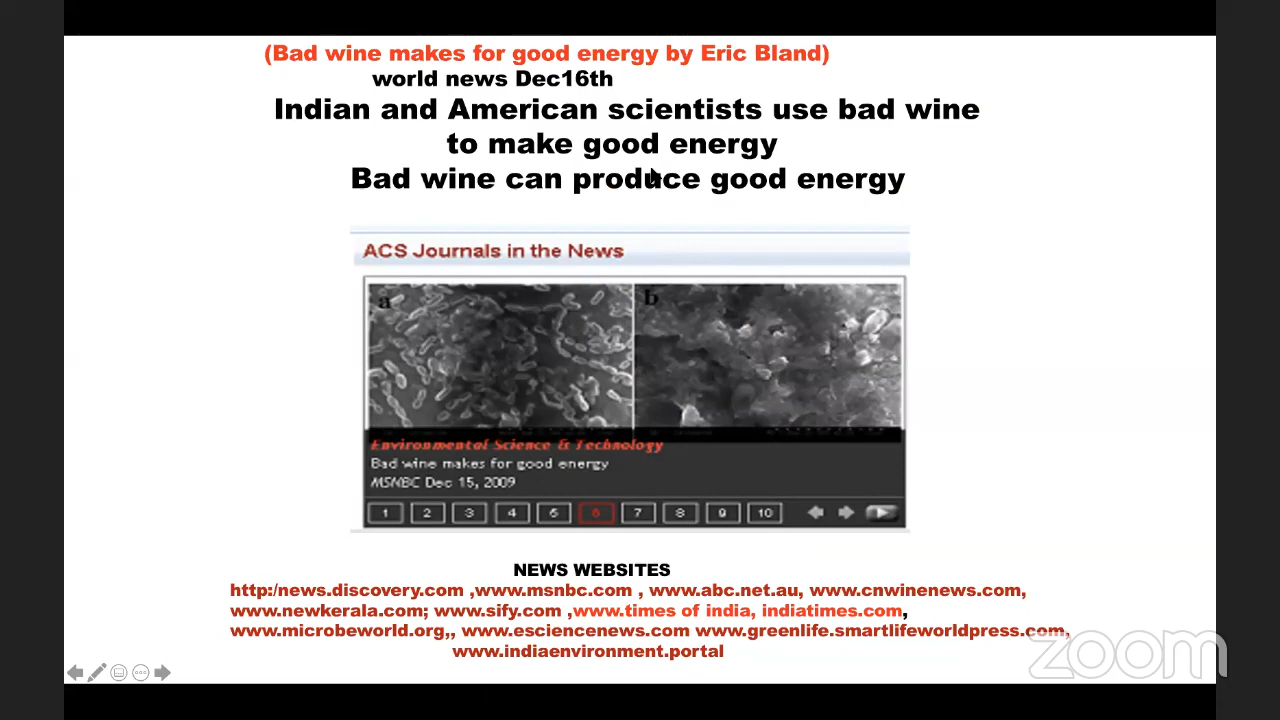 (Bad wine makes for good energy by Eric Bland)
world news Dec16th
Indian and American scientists use bad wine
to make good energy
Bad wine can produce good energy
ACS Journals in the News
a b
Environmental Science & Technology
Bad wine makes for good energy
MSNBC Dec 15, 2009
1 2 3 4 5 6 7 8 9 10
NEWS WEBSITES
http:/news.discovery.com ,www.msnbc.com , www.abc.net.au, www.cnwinenews.com,
www.newkerala.com; www.sify.com ,www.times of india, indiatimes.com,
www.microbeworld.org,, www.esciencenews.com www.greenlife.smartlifeworldpress.com,
www.indiaenvironment.portal
zoom